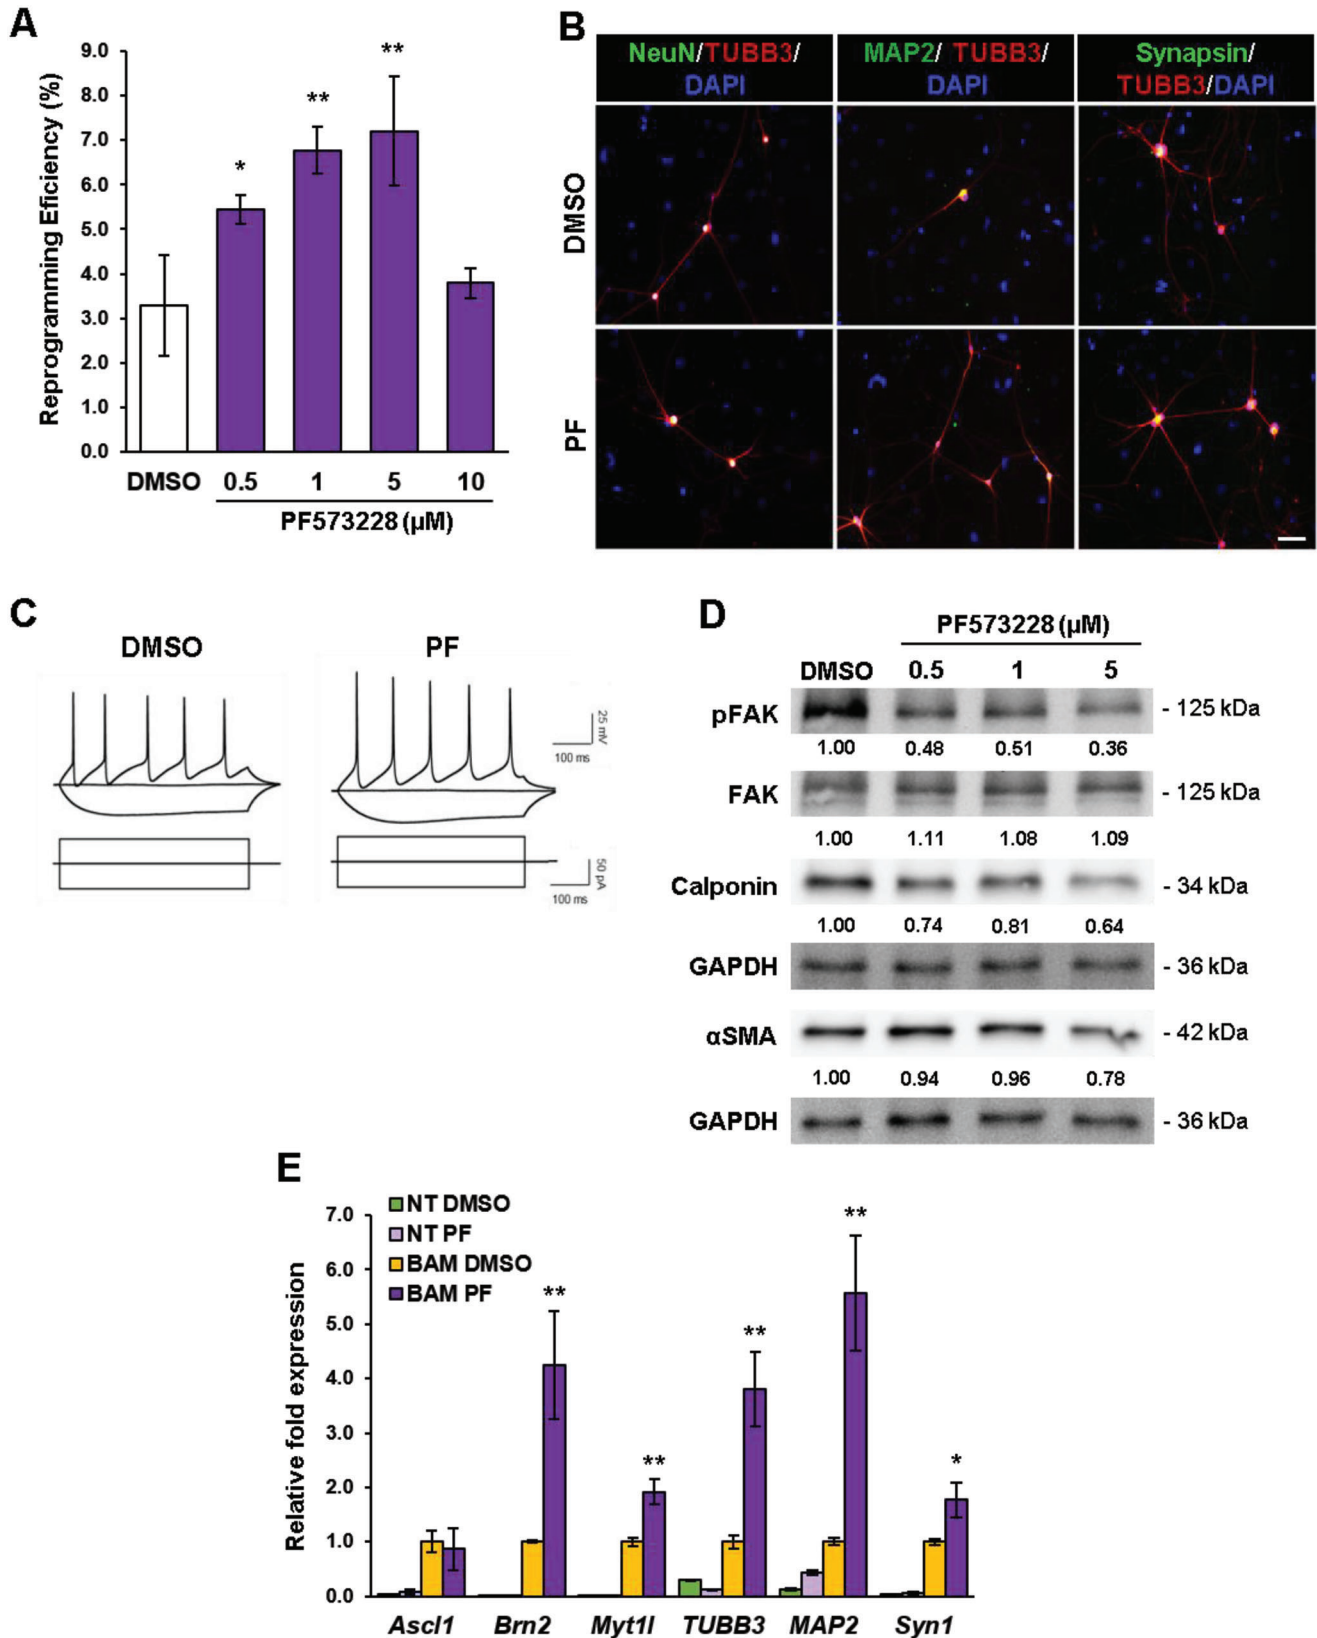 A
Reprogramming Eficiency (%)
9.0
8.0
7.0
6.0
5.0
4.0
3.0
2.0
1.0
0.0
*
**
**
DMSO 0.5 1 5 10
PF573228 (µM)
B
NeuN/TUBB3/
DAPI
MAP2/ TUBB3/
DAPI
Synapsin/
TUBB3/DAPI
DMSO
PF
C
DMSO PF
25 mV
100 ms
50 pA
100 ms
D
PF573228 (µM)
DMSO 0.5 1 5
pFAK - 125 kDa
1.00 0.48 0.51 0.36
FAK - 125 kDa
1.00 1.11 1.08 1.09
Calponin - 34 kDa
1.00 0.74 0.81 0.64
GAPDH - 36 kDa
αSMA - 42 kDa
1.00 0.94 0.96 0.78
GAPDH - 36 kDa
E
NT DMSO
NT PF
BAM DMSO
BAM PF
Relative fold expression
7.0
6.0
5.0
4.0
3.0
2.0
1.0
0.0
**
**
**
**
*
Ascl1 Brn2 Myt1l TUBB3 MAP2 Syn1